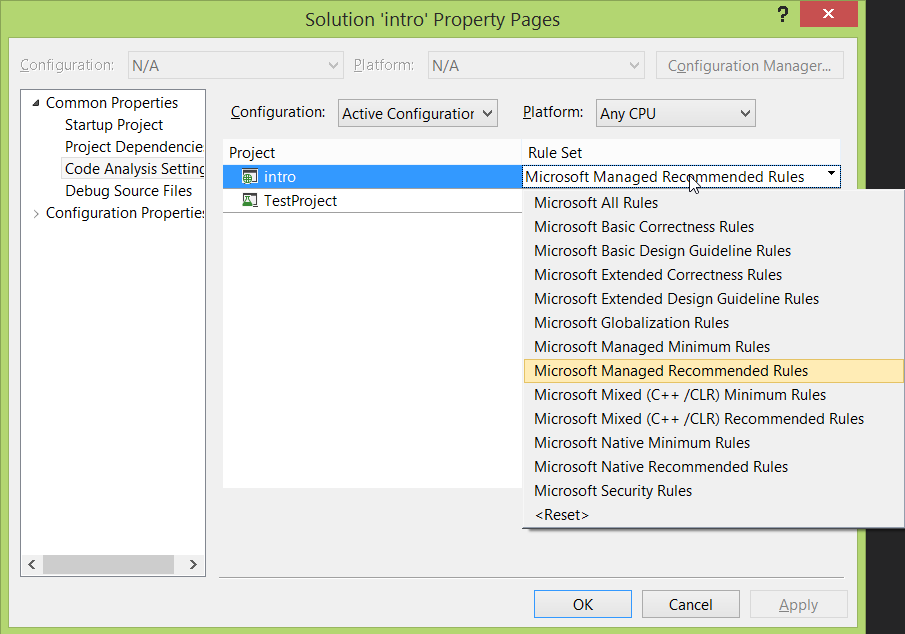 Solution 'intro' Property Pages
?
Configuration: N/A Platform: N/A Configuration Manager...
Common Properties
Startup Project
Project Dependencie
Code Analysis Setting
Debug Source Files
Configuration Propertie
Configuration: Active Configuration Platform: Any CPU
Project Rule Set
intro Microsoft Managed Recommended Rules
TestProject
Microsoft All Rules
Microsoft Basic Correctness Rules
Microsoft Basic Design Guideline Rules
Microsoft Extended Correctness Rules
Microsoft Extended Design Guideline Rules
Microsoft Globalization Rules
Microsoft Managed Minimum Rules
Microsoft Managed Recommended Rules
Microsoft Mixed (C++ /CLR) Minimum Rules
Microsoft Mixed (C++ /CLR) Recommended Rules
Microsoft Native Minimum Rules
Microsoft Native Recommended Rules
Microsoft Security Rules
<Reset>
OK Cancel Apply